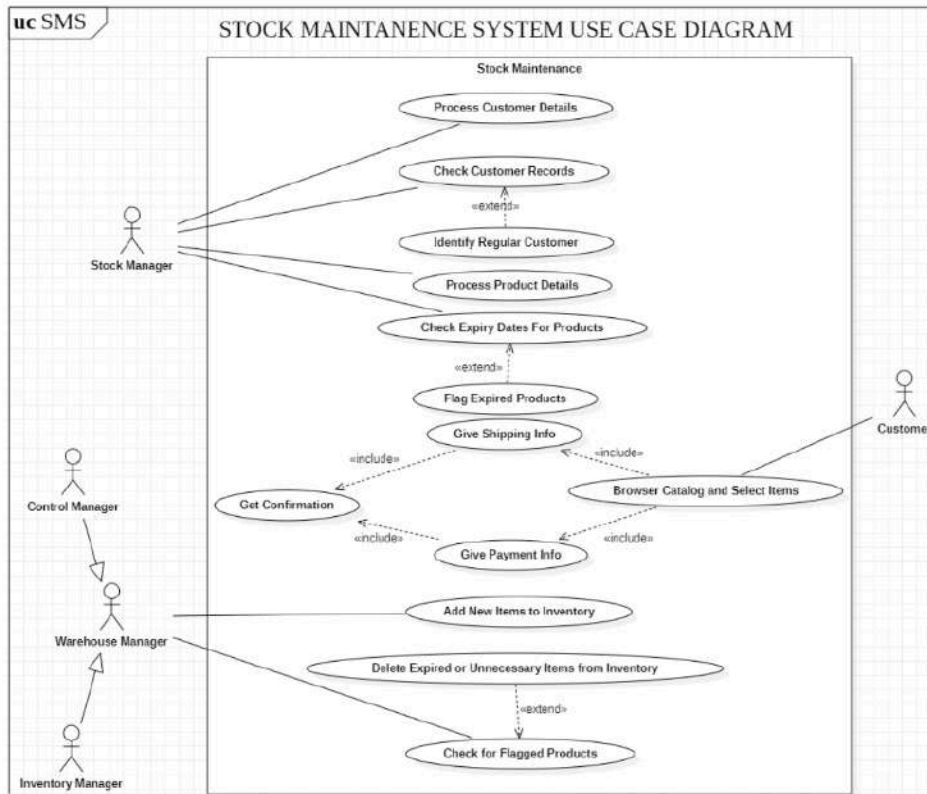 uc SMS
STOCK MAINTANENCE SYSTEM USE CASE DIAGRAM
Stock Maintenance
Process Customer Details
Check Customer Records
«extend»
Identify Regular Customer
Stock Manager
Process Product Details
Check Expiry Dates For Products
«extend»
Flag Expired Products
Give Shipping Info
Customer
«include»
«include»
Browser Catalog and Select Items
Get Confirmation
Control Manager
«include»
«include»
Give Payment Info
Add New Items to Inventory
Warehouse Manager
Delete Expired or Unnecessary Items from Inventory
«extend»
Check for Flagged Products
Inventory Manager